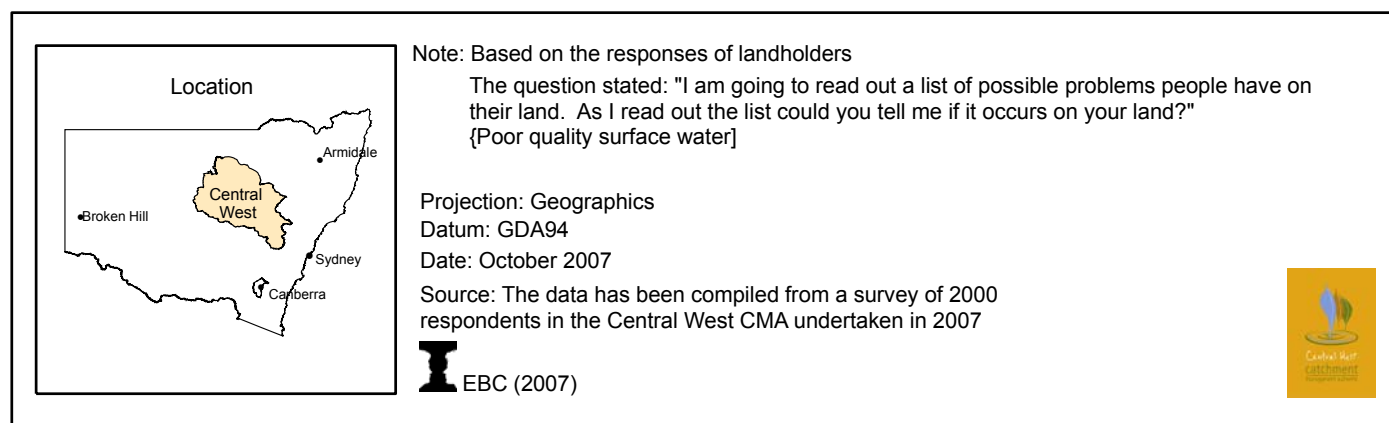 Location
Armidale
Central
West
Broken Hill
Sydney
Canberra
Note: Based on the responses of landholders
The question stated: "I am going to read out a list of possible problems people have on
their land. As I read out the list could you tell me if it occurs on your land?"
{Poor quality surface water]
Projection: Geographics
Datum: GDA94
Date: October 2007
Source: The data has been compiled from a survey of 2000
respondents in the Central West CMA undertaken in 2007
EBC (2007)
Central West
catchment